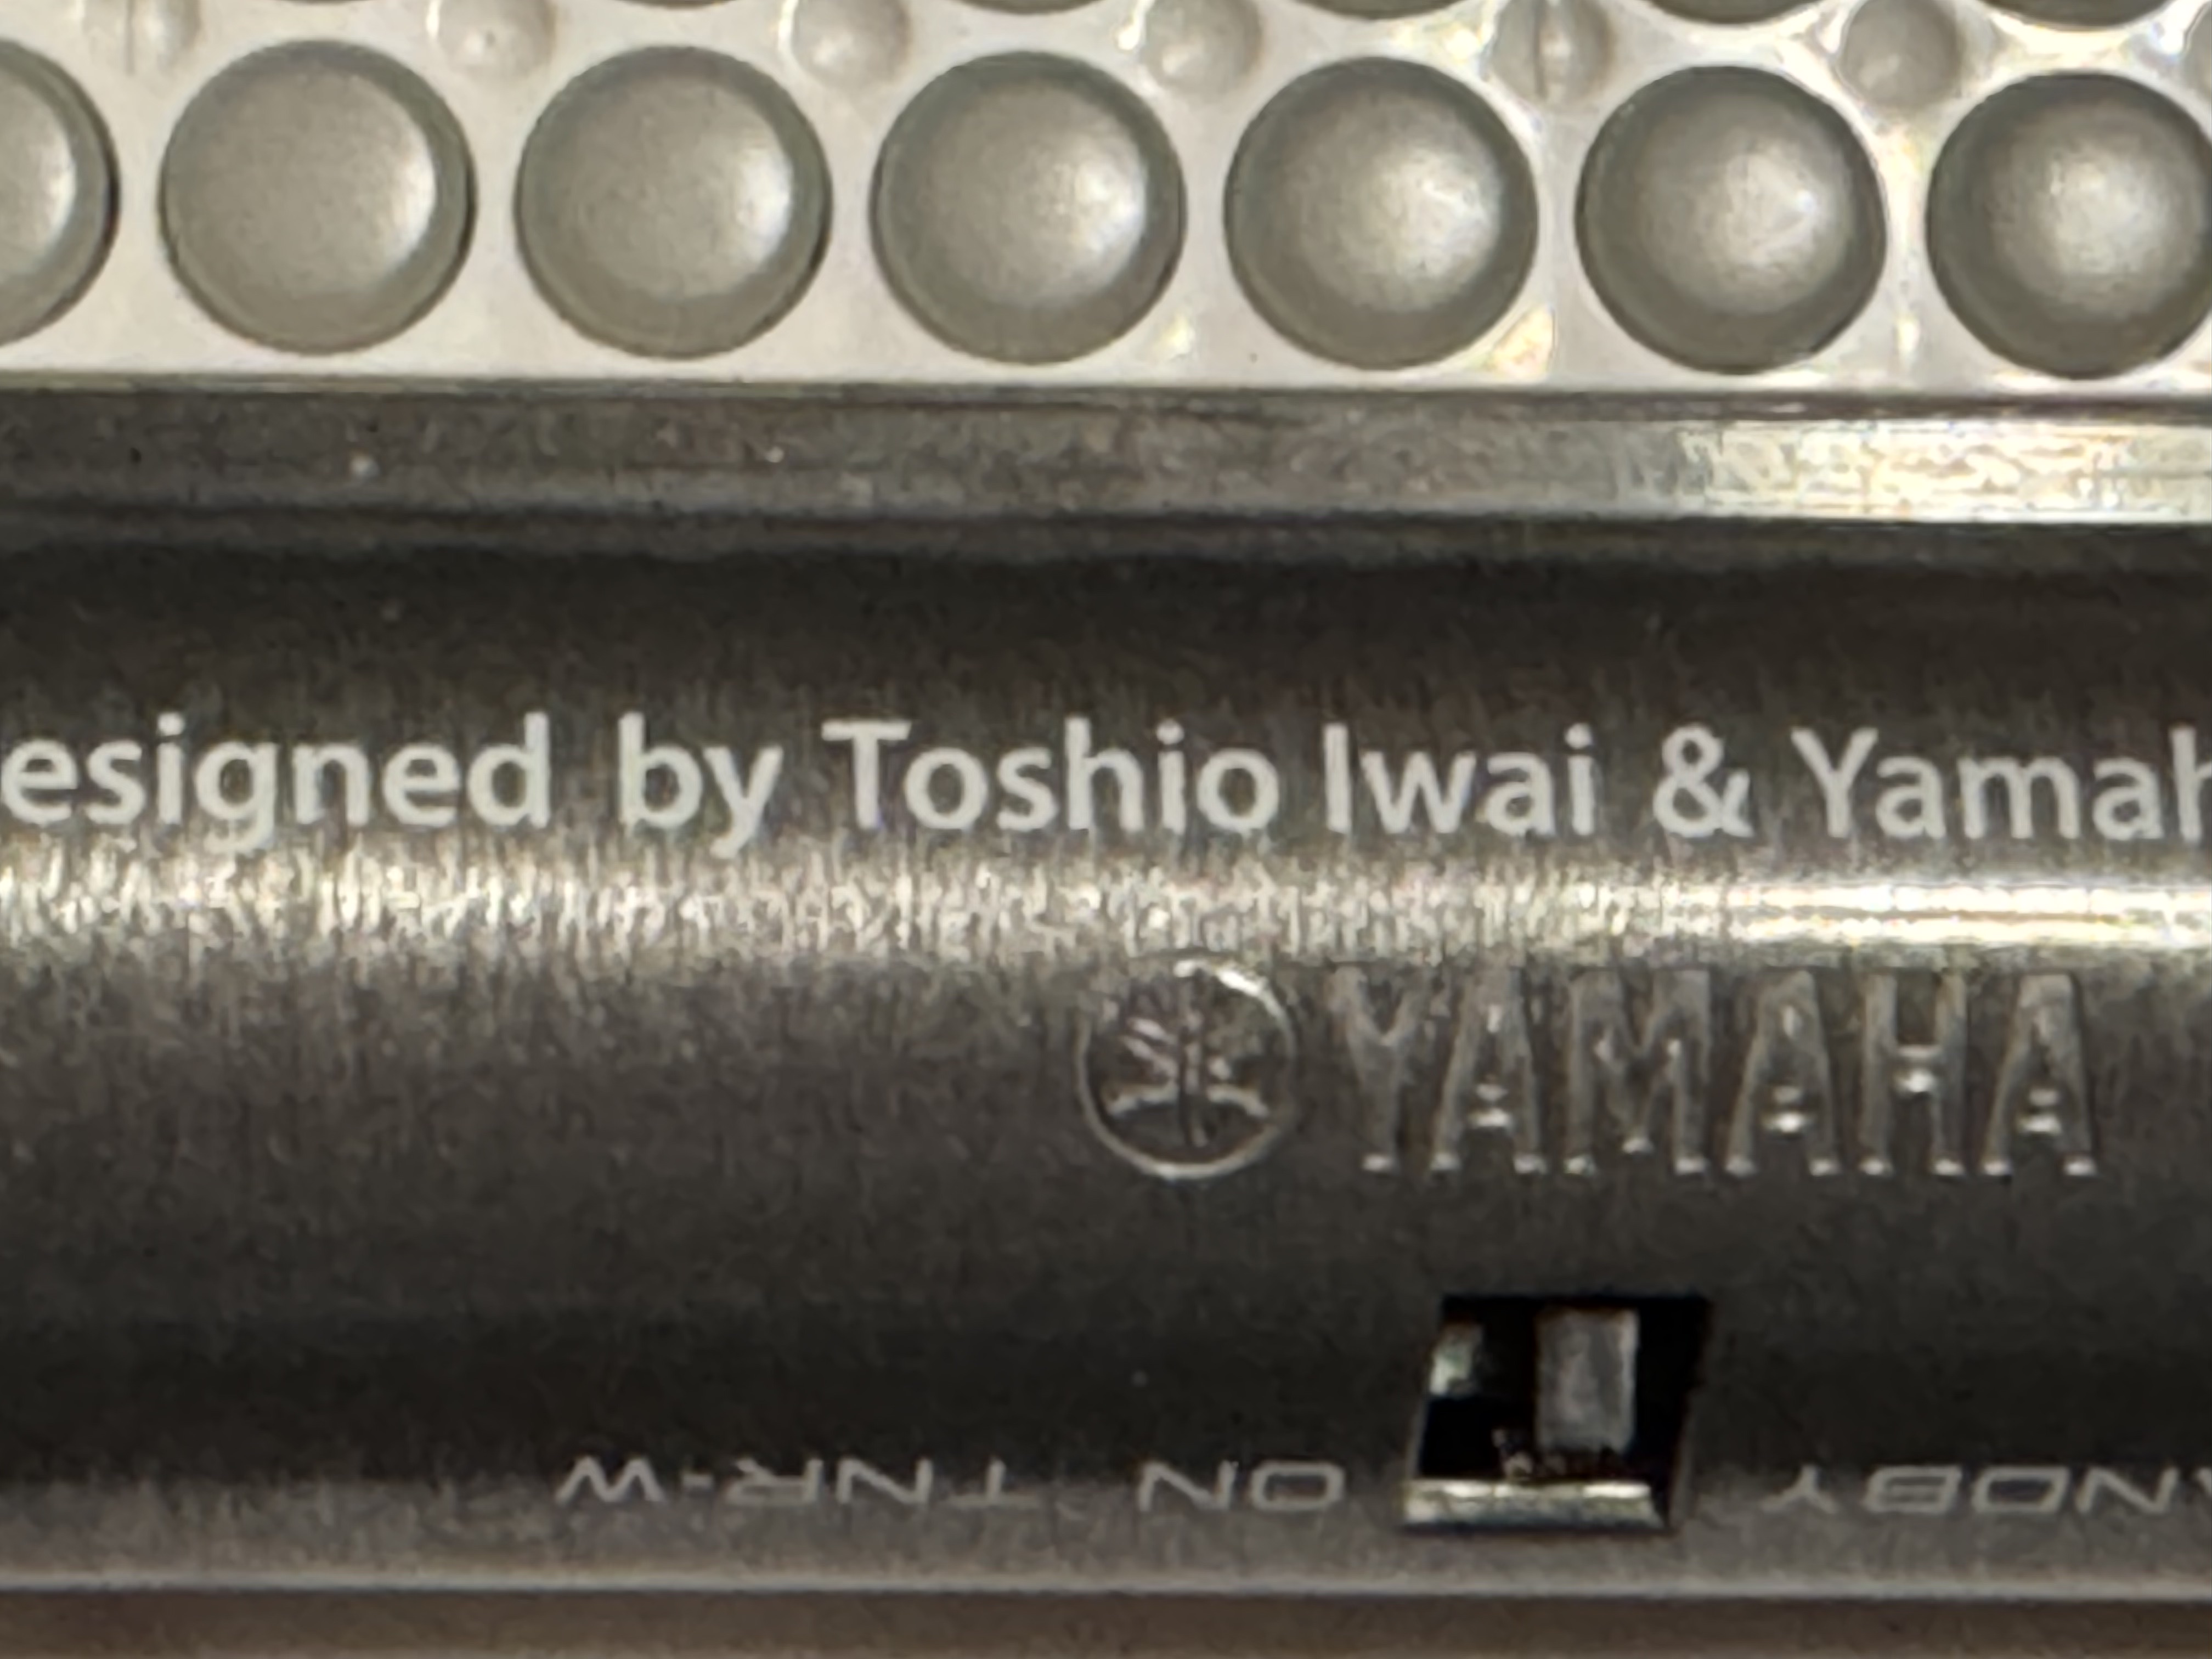 esigned by Toshio Iwai & Yamah
YAMAHA
NDBY ON TNR-W